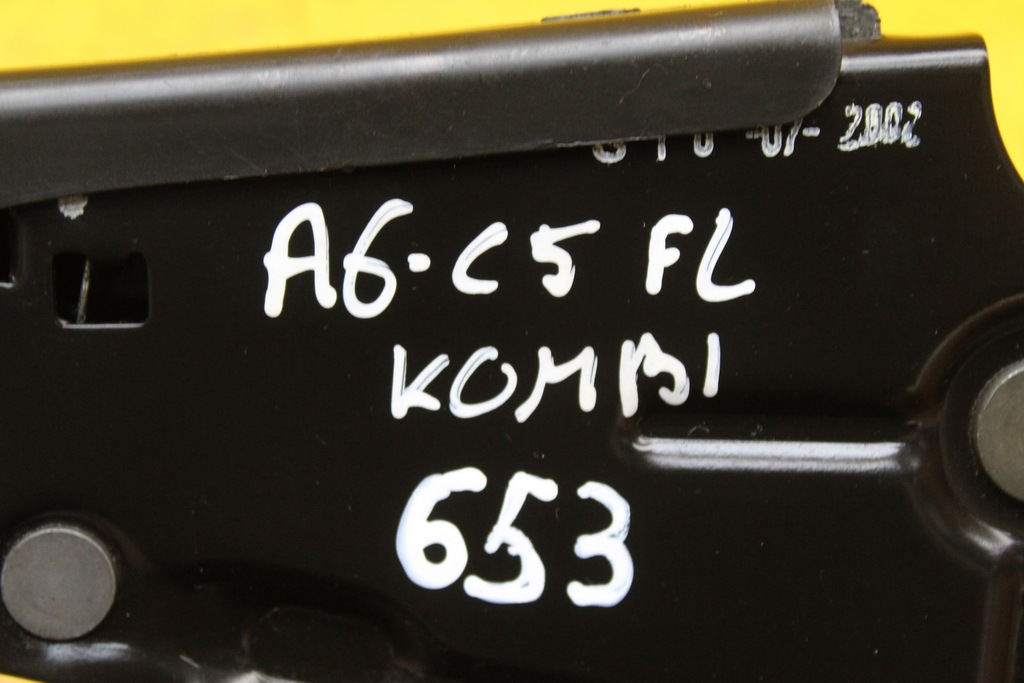 -07- 2002
A6-C5 FL
KOMBI
653